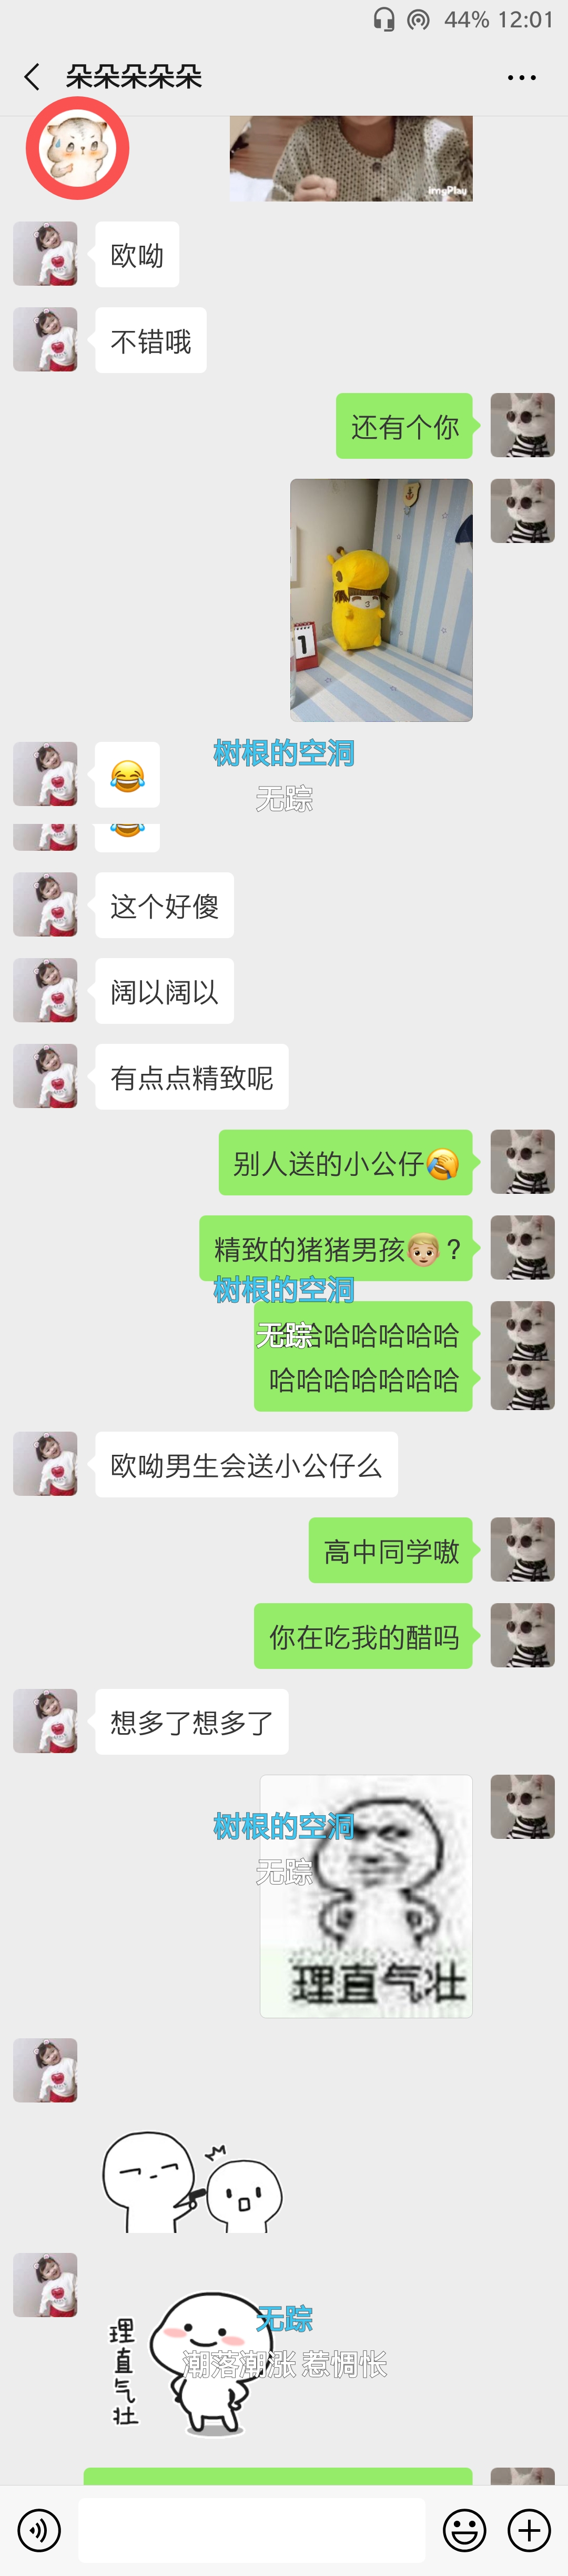 44% 12:01
朵朵朵朵朵
imgPlay
欧呦
不错哦
还有个你
1
树根的空洞
无踪
这个好傻
阔以阔以
有点点精致呢
别人送的小公仔
精致的猪猪男孩？
树根的空洞
无踪
哈哈哈哈哈哈哈
哈哈哈哈哈哈哈
欧呦男生会送小公仔么
高中同学嗷
你在吃我的醋吗
想多了想多了
树根的空洞
无踪
理直气壮
理直气壮
无踪
潮落潮涨 惹惆怅